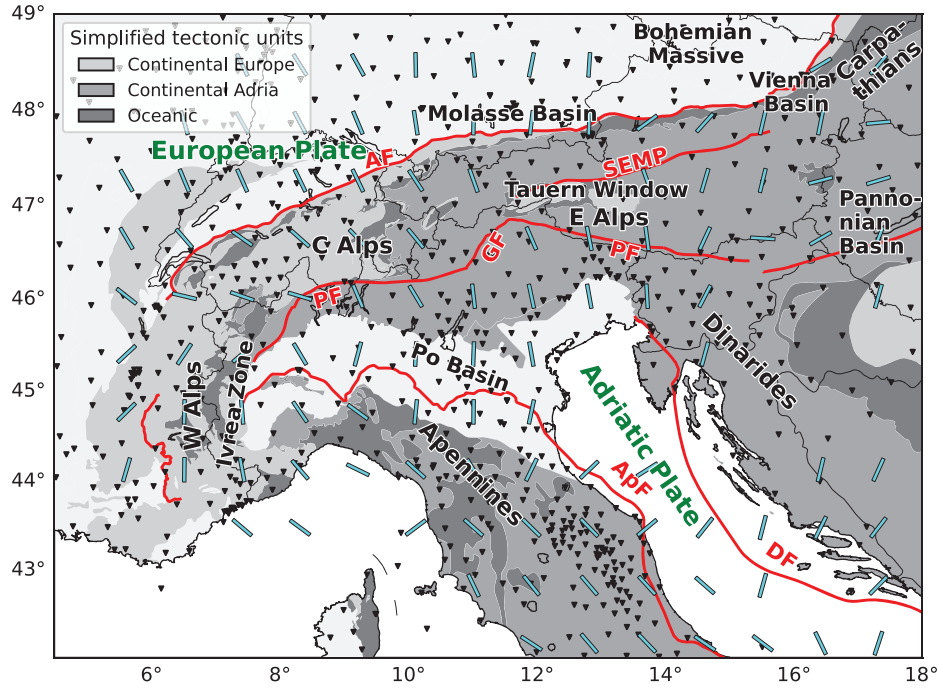 49°
48°
47°
46°
45°
44°
43°
Simplified tectonic units
Continental Europe
Continental Adria
Oceanic
Bohemian
Massive
Carpa-
thians
Vienna
Basin
Molasse Basin
European Plate
AF
SEMP
Tauern Window
E Alps
Panno-
nian
Basin
C Alps
GF
PF
PF
Dinarides
Po Basin
W Alps
Ivrea Zone
Adriatic Plate
Apennines
ApF
DF
6°
8°
10°
12°
14°
16°
18°